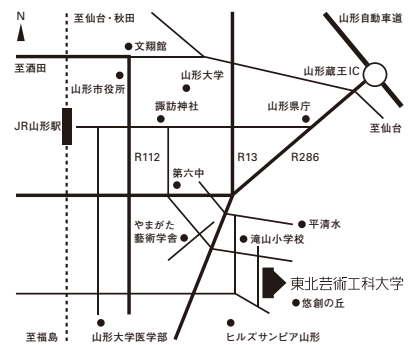 N
至仙台・秋田
山形自動車道
文翔館
至酒田
山形大学
山形蔵王IC
山形市役所
諏訪神社
山形県庁
JR山形駅
至仙台
R112
R13
R286
第六中
やまがた
藝術学舎
平清水
滝山小学校
東北芸術工科大学
悠創の丘
至福島
山形大学医学部
ヒルズサンピア山形